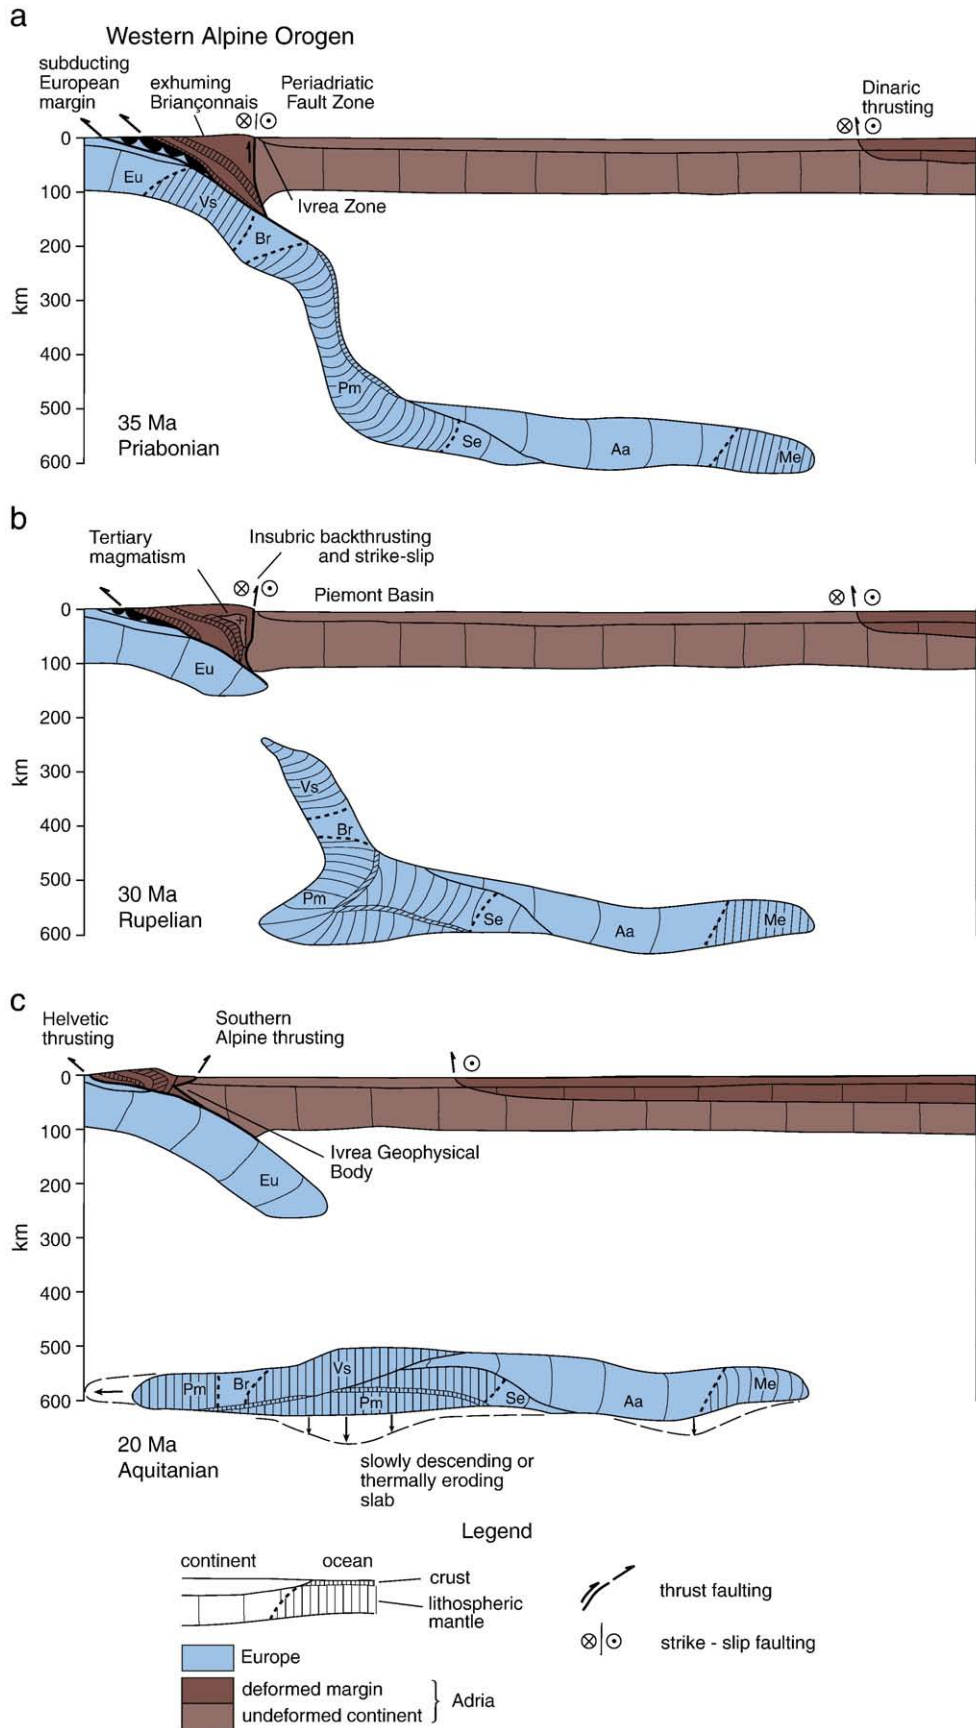 a
Western Alpine Orogen
subducting
European
margin
exhuming
Briançonnais
Periadriatic
Fault Zone
Dinaric
thrusting
0
100
200
300
400
500
600
km
Eu
Vs
Br
Ivrea Zone
Pm
Se
Aa
Me
35 Ma
Priabonian
b
Tertiary
magmatism
Insubric backthrusting
and strike-slip
Piemont Basin
0
100
200
300
400
500
600
km
Eu
Vs
Br
Pm
Se
Aa
Me
30 Ma
Rupelian
c
Helvetic
thrusting
Southern
Alpine thrusting
0
100
200
300
400
500
600
km
Ivrea Geophysical
Body
Eu
Vs
Pm
Br
Pm
Se
Aa
Me
20 Ma
Aquitanian
slowly descending or
thermally eroding
slab
Legend
continent
ocean
crust
lithospheric
mantle
thrust faulting
strike - slip faulting
Europe
deformed margin
undeformed continent
Adria